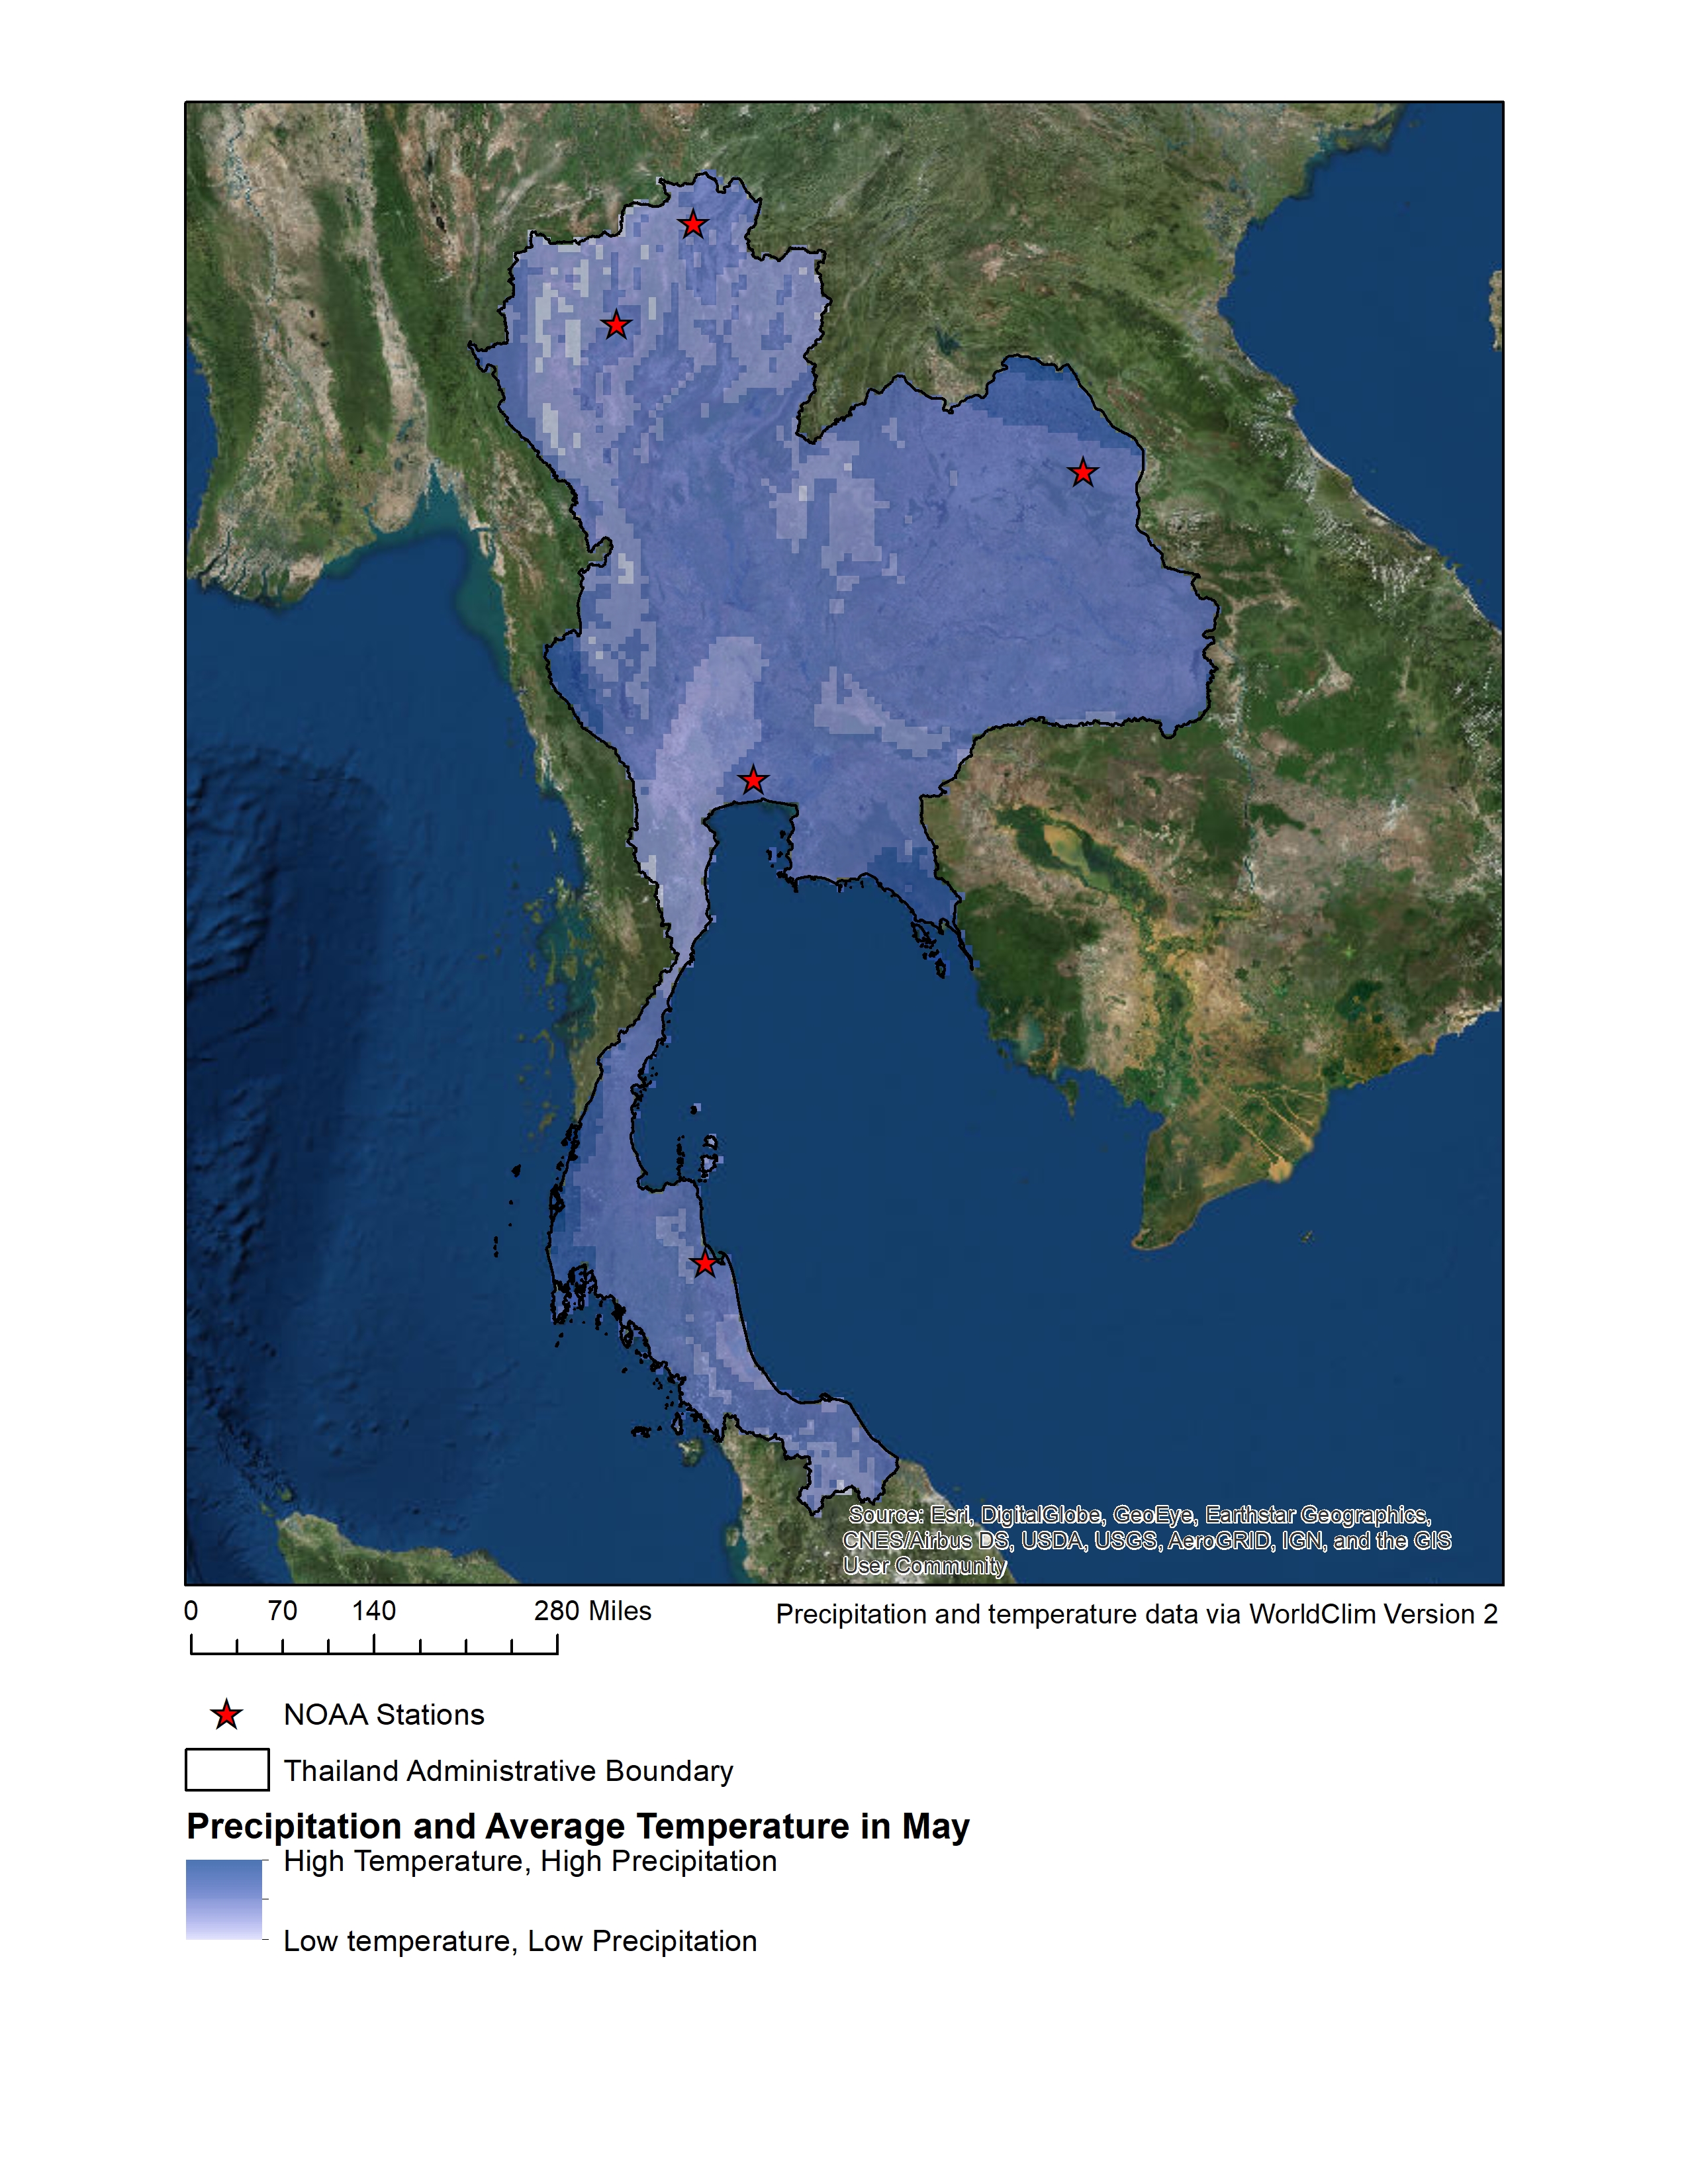 Source: Esri, DigitalGlobe, GeoEye, Earthstar Geographics,
CNES/Airbus DS, USDA, USGS, AeroGRID, IGN, and the GIS
User Community
0 70 140 280 Miles
Precipitation and temperature data via WorldClim Version 2
NOAA Stations
Thailand Administrative Boundary
Precipitation and Average Temperature in May
High Temperature, High Precipitation
Low temperature, Low Precipitation